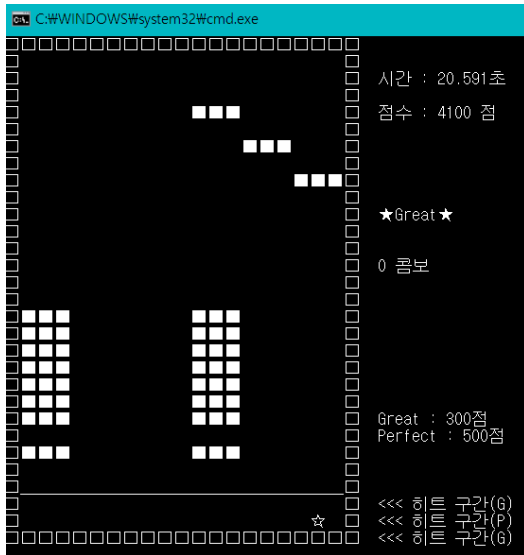 C:₩WINDOWS₩system32₩cmd.exe
시간 : 20.591초
점수 : 4100 점
★Great★
0 콤보
Great : 300점
Perfect : 500점
<<< 히트 구간(G)
<<< 히트 구간(P)
<<< 히트 구간(G)